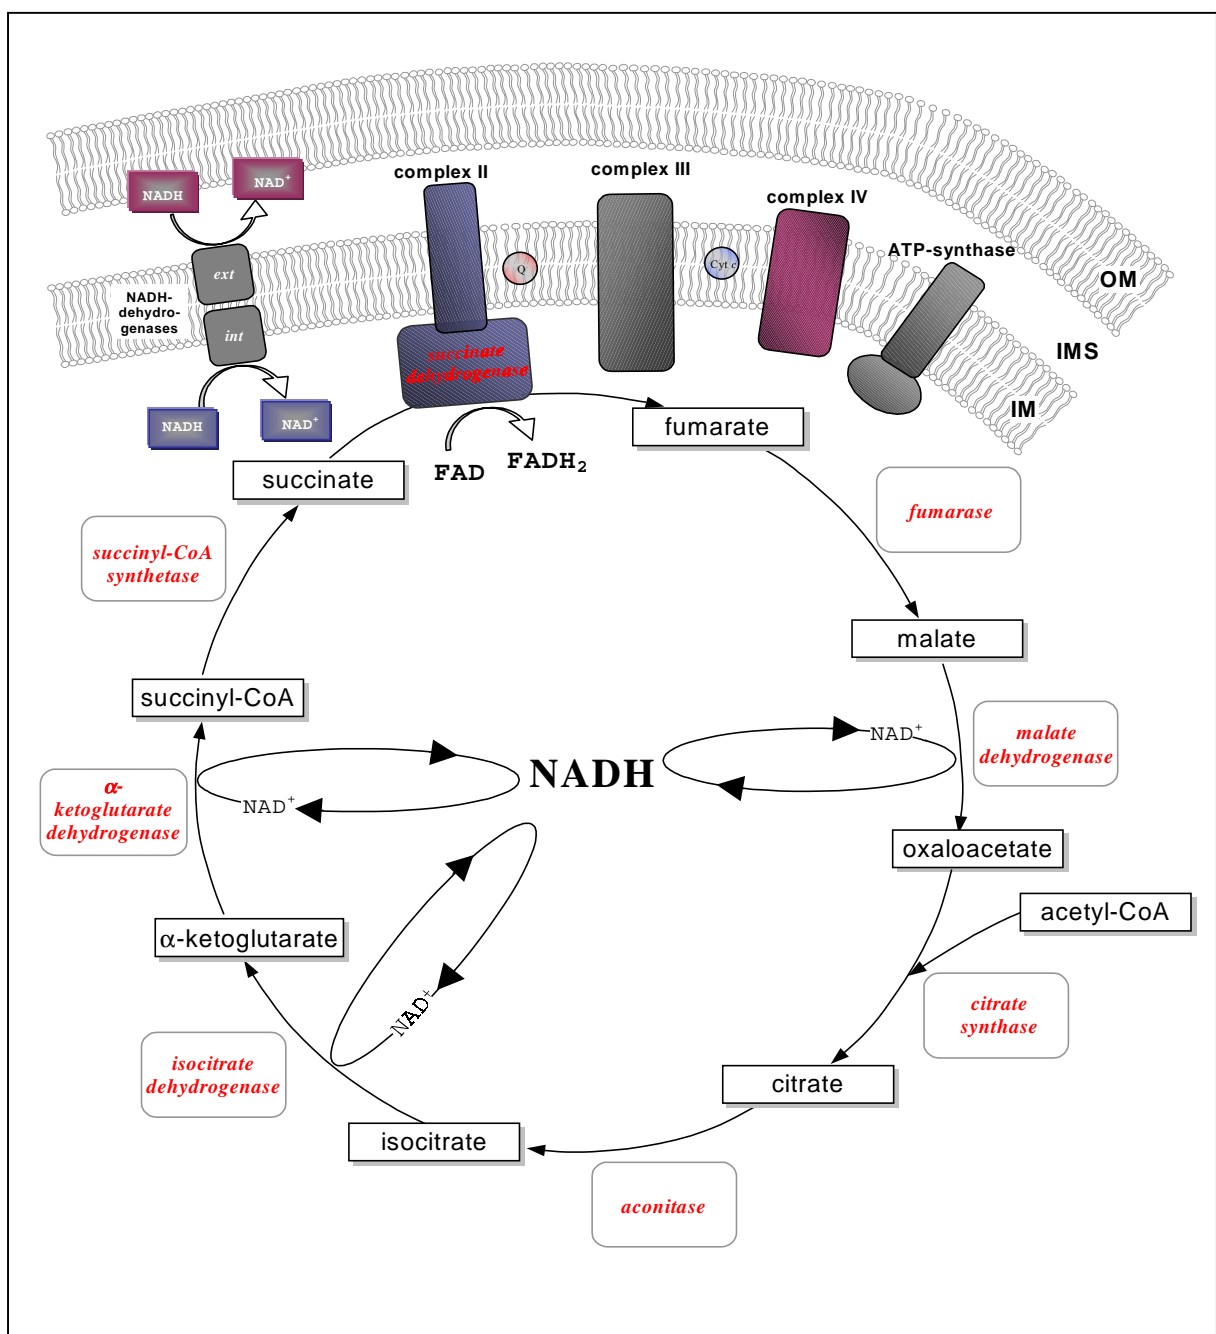 complex II
complex III
complex IV
ATP-synthase
NADH
NAD+
ext
int
NADH-
dehydro-
genases
NADH
NAD+
Q
Cyt c
OM
IMS
IM
succinate
dehydrogenase
FAD
FADH2
succinate
fumarate
fumarase
succinyl-CoA
synthetase
malate
succinyl-CoA
malate
dehydrogenase
NAD+
NADH
NAD+
α-
ketoglutarate
dehydrogenase
oxaloacetate
acetyl-CoA
α-ketoglutarate
NAD+
citrate
synthase
isocitrate
dehydrogenase
citrate
isocitrate
aconitase